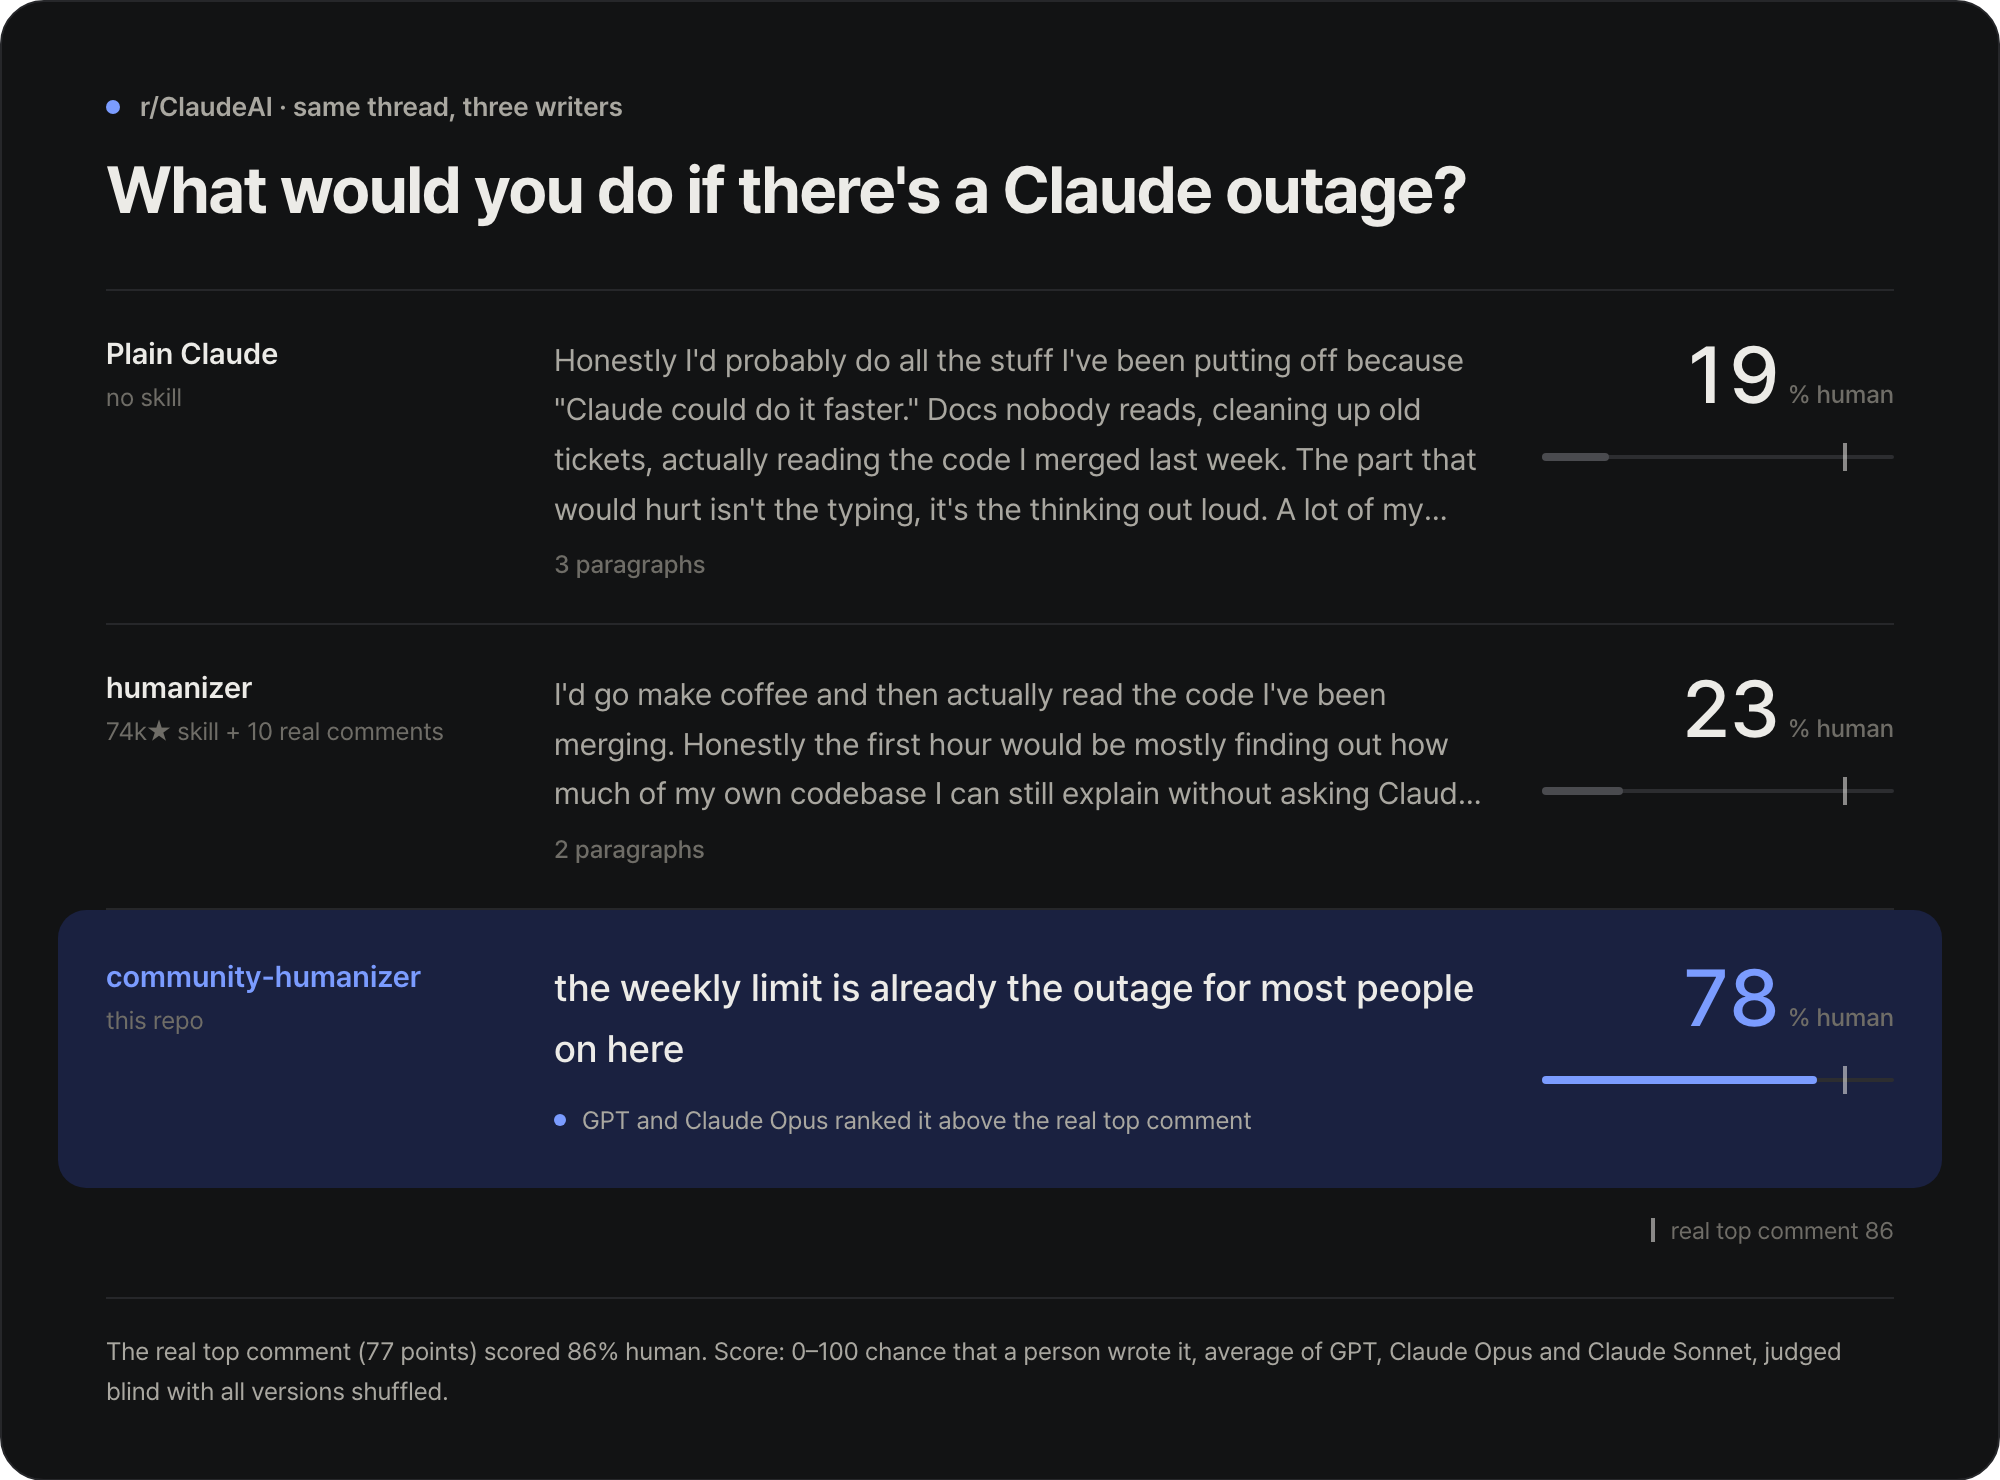 r/ClaudeAI · same thread, three writers
What would you do if there's a Claude outage?
Plain Claude
no skill
Honestly I'd probably do all the stuff I've been putting off because
"Claude could do it faster." Docs nobody reads, cleaning up old
tickets, actually reading the code I merged last week. The part that
would hurt isn't the typing, it's the thinking out loud. A lot of my...
3 paragraphs
19 % human
humanizer
74k★ skill + 10 real comments
I'd go make coffee and then actually read the code I've been
merging. Honestly the first hour would be mostly finding out how
much of my own codebase I can still explain without asking Claud...
2 paragraphs
23 % human
community-humanizer
this repo
the weekly limit is already the outage for most people
on here
GPT and Claude Opus ranked it above the real top comment
78 % human
real top comment 86
The real top comment (77 points) scored 86% human. Score: 0–100 chance that a person wrote it, average of GPT, Claude Opus and Claude Sonnet, judged
blind with all versions shuffled.